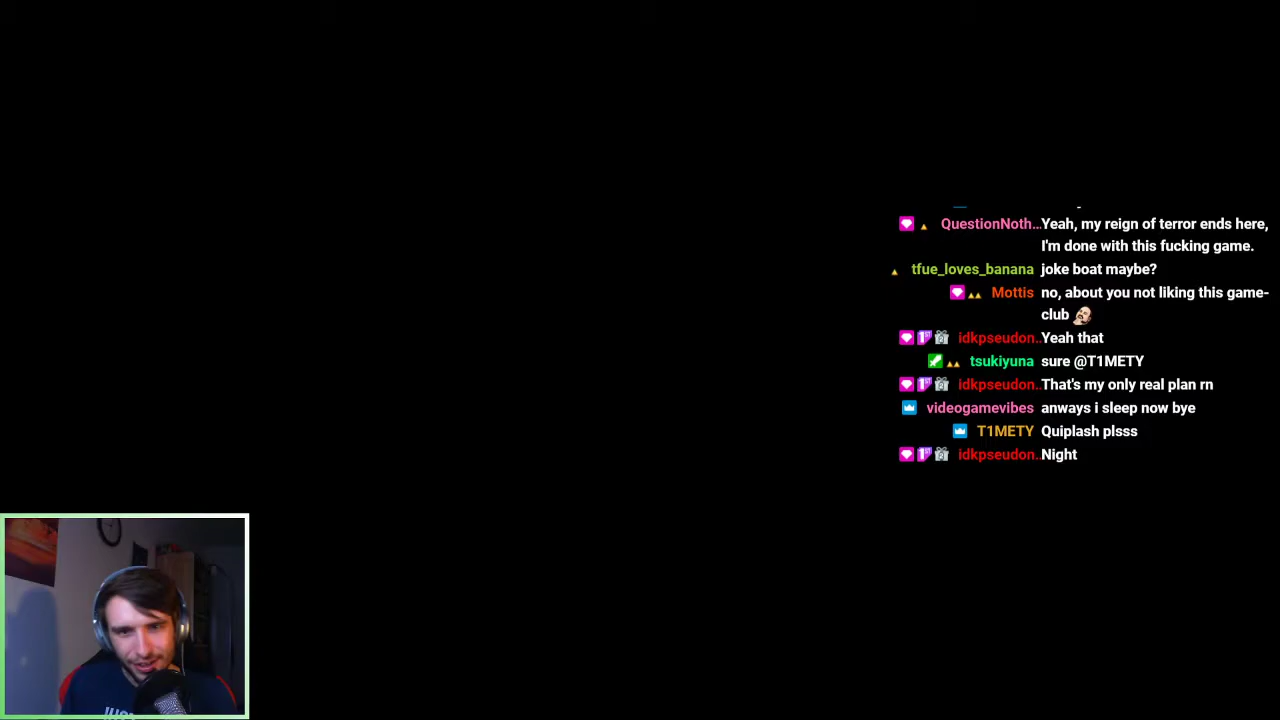 QuestionNoth... Yeah, my reign of terror ends here,
I'm done with this fucking game.
tfue_loves_banana joke boat maybe?
Mottis no, about you not liking this game-
club
idkpseudon.. Yeah that
tsukiyuna sure @T1METY
idkpseudon.. That's my only real plan rn
videogamevibes anways i sleep now bye
T1METY Quiplash plsss
idkpseudon.. Night